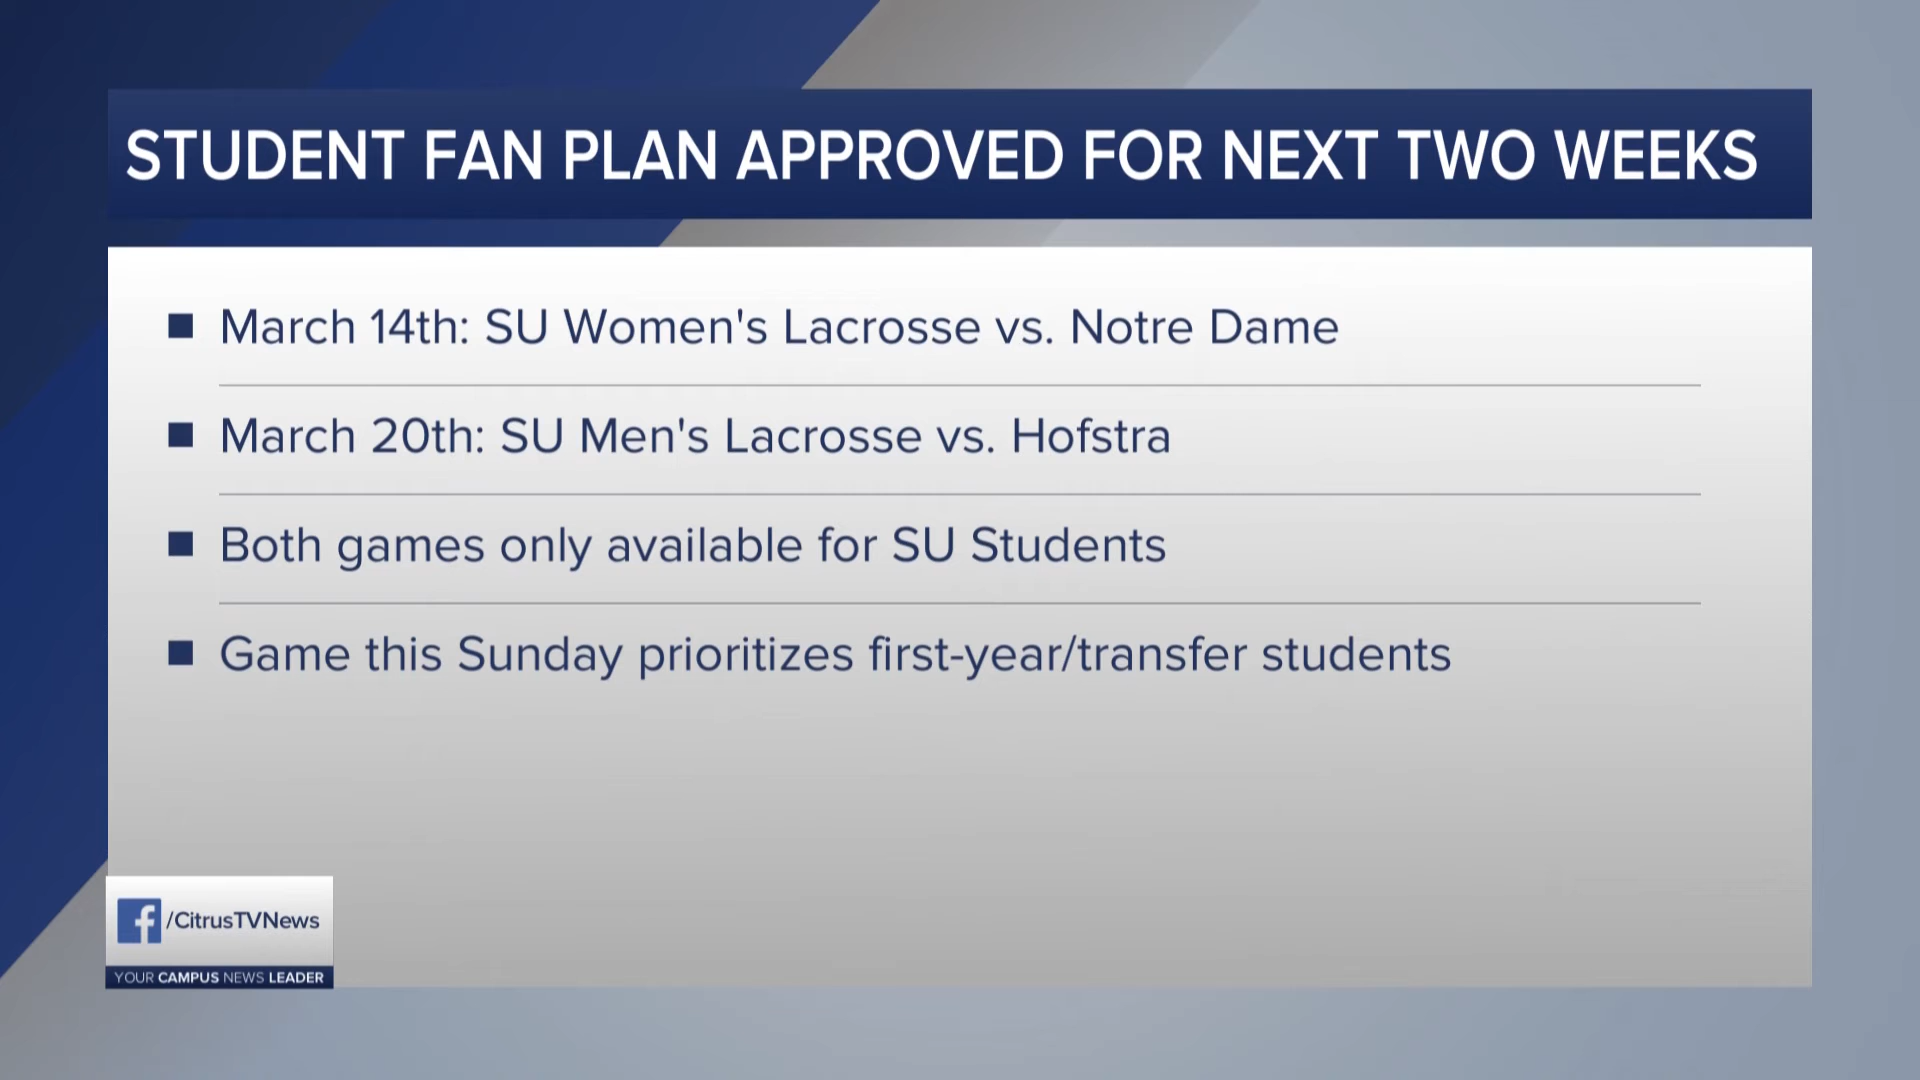 STUDENT FAN PLAN APPROVED FOR NEXT TWO WEEKS
March 14th: SU Women's Lacrosse vs. Notre Dame
March 20th: SU Men's Lacrosse vs. Hofstra
Both games only available for SU Students
Game this Sunday prioritizes first-year/transfer students
f/CitrusTVNews
YOUR CAMPUS NEWS LEADER